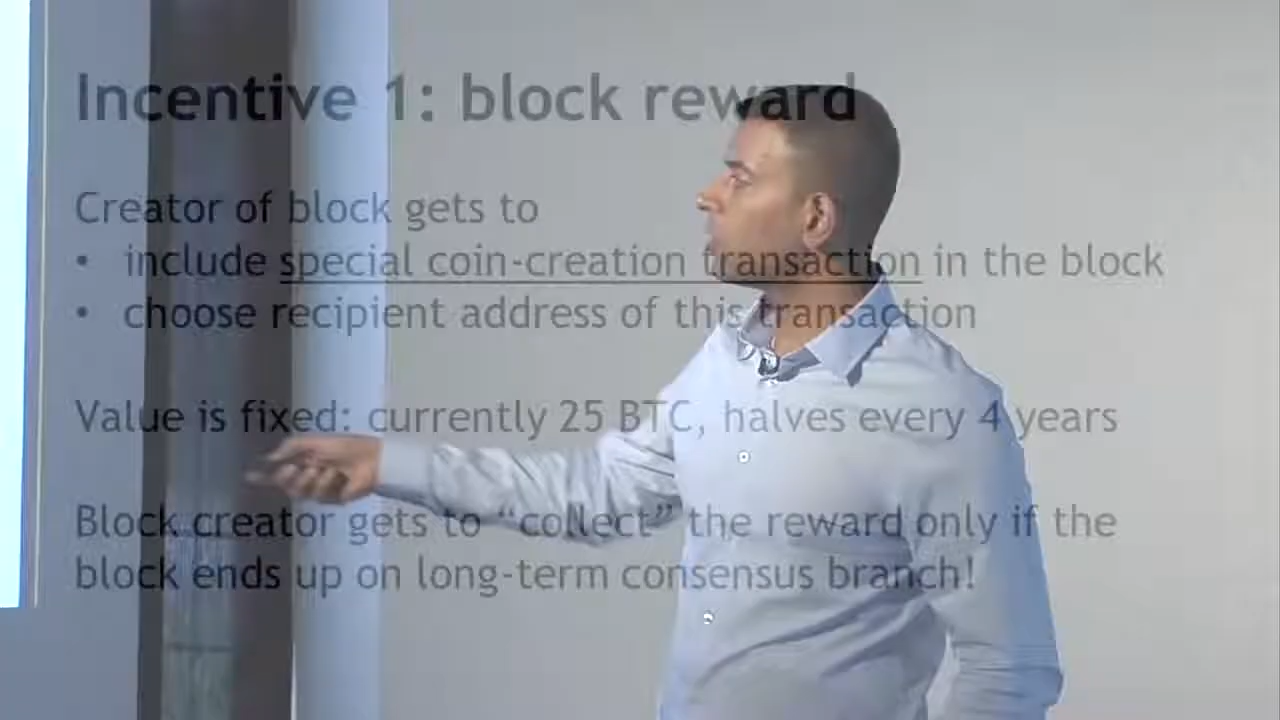 Incentive 1: block reward
Creator of block gets to
• include special coin-creation transaction in the block
• choose recipient address of this transaction
Value is fixed: currently 25 BTC, halves every 4 years
Block creator gets to “collect” the reward only if the
block ends up on long-term consensus branch!